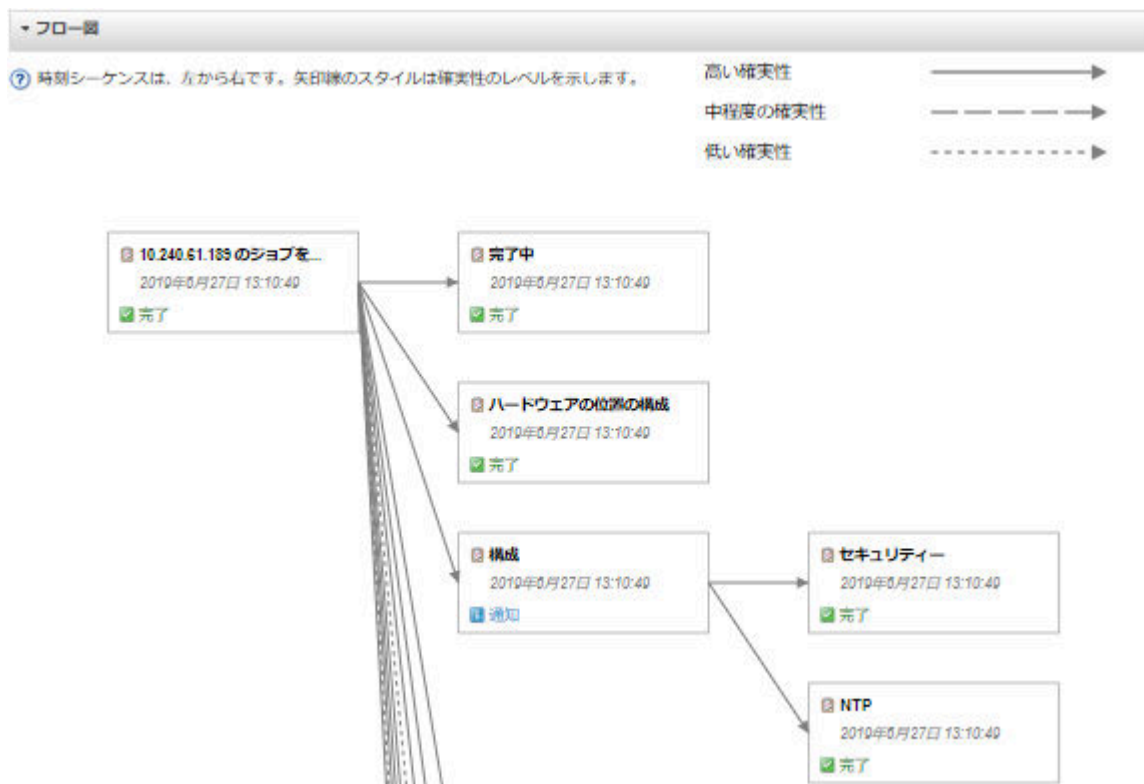 フロー図
時刻シーケンスは、左から右です。矢印線のスタイルは確実性のレベルを示します。
高い確実性
中程度の確実性
低い確実性
10.240.61.189 のジョブを...
2019年6月27日 13:10:49
完了
完了中
2019年6月27日 13:10:49
完了
ハードウェアの位置の構成
2019年6月27日 13:10:49
完了
構成
2019年6月27日 13:10:49
通知
セキュリティー
2019年6月27日 13:10:49
完了
NTP
2019年6月27日 13:10:49
完了